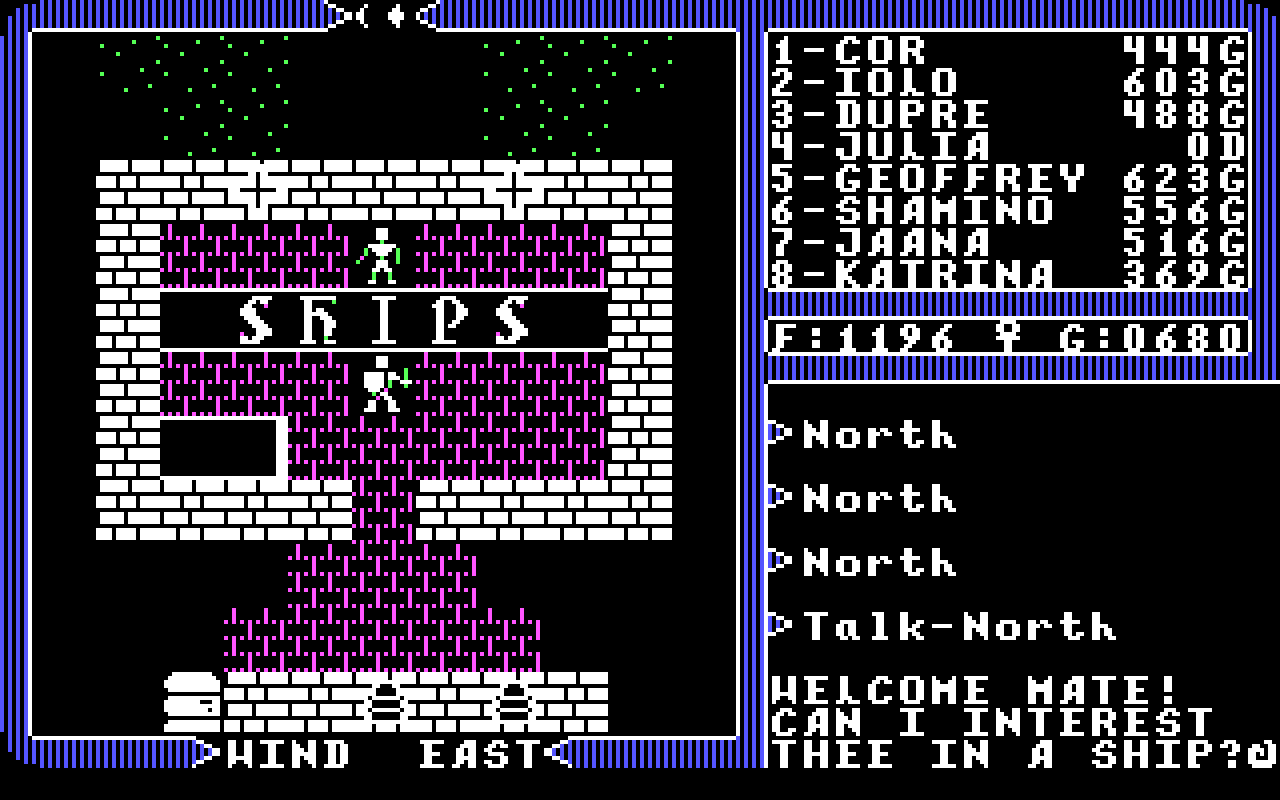 1-COR 444G
2-IOLO 603G
3-DUPRE 488G
4-JULIA 0D
5-GEOFFREY 623G
6-SHAMINO 556G
7-JAANA 516G
8-KATRINA 369G
SHIPS
F:1196 G:0680
North
North
North
Talk-North
WELCOME MATE!
CAN I INTEREST
THEE IN A SHIP?
WIND EAST